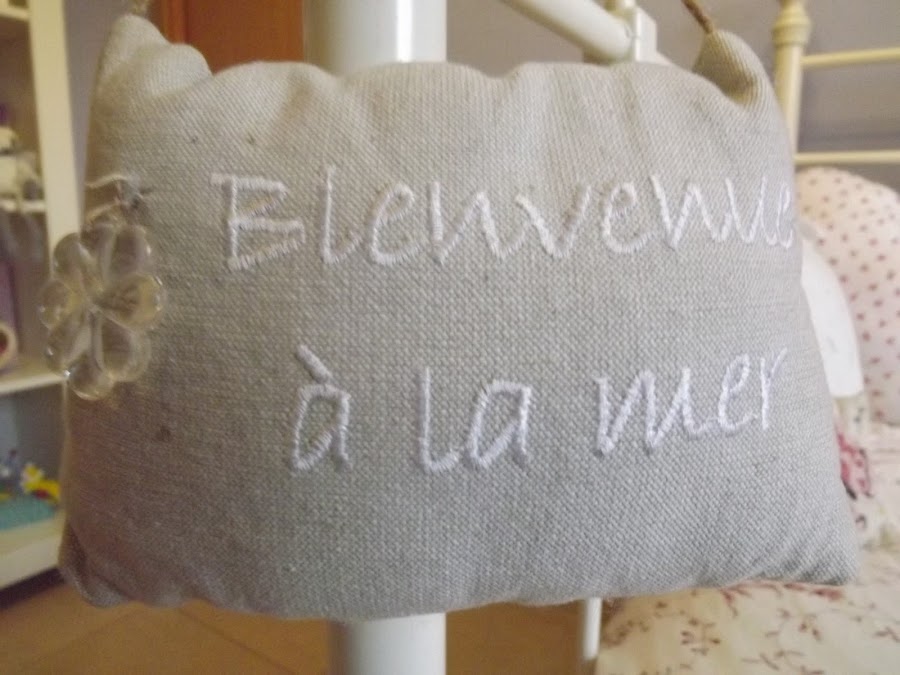 Bienvenue
à la mer